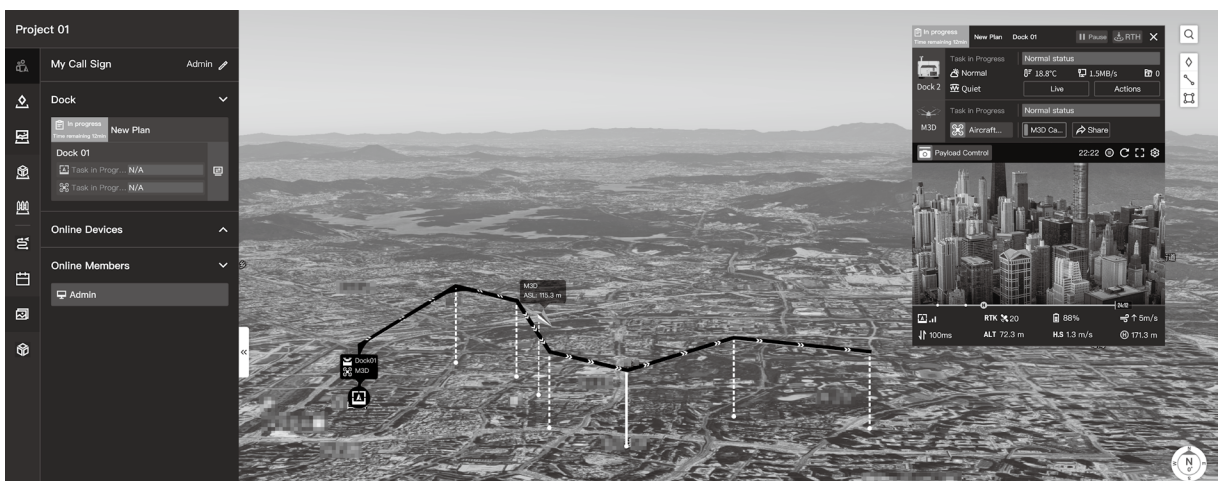 Project 01
My Call Sign
Admin
Dock
In progress
Time remaining 12min
New Plan
Dock 01
Task in Progr... N/A
Task in Progr... N/A
Online Devices
Online Members
Admin
M3D
ASL: 115.3 m
Dock01
M3D
In progress
Time remaining 12min
New Plan
Dock 01
Pause
RTH
Dock 2
Task in Progress
Normal status
Normal
18.8°C
1.5MB/s
0
Quiet
Live
Actions
M3D
Task in Progress
Normal status
Aircraft...
M3D Ca...
Share
Payload Comtrol
22:22
24:12
RTK 20
88%
5m/s
100ms
ALT 72.3 m
H.S 1.3 m/s
H 171.3 m
N
0°